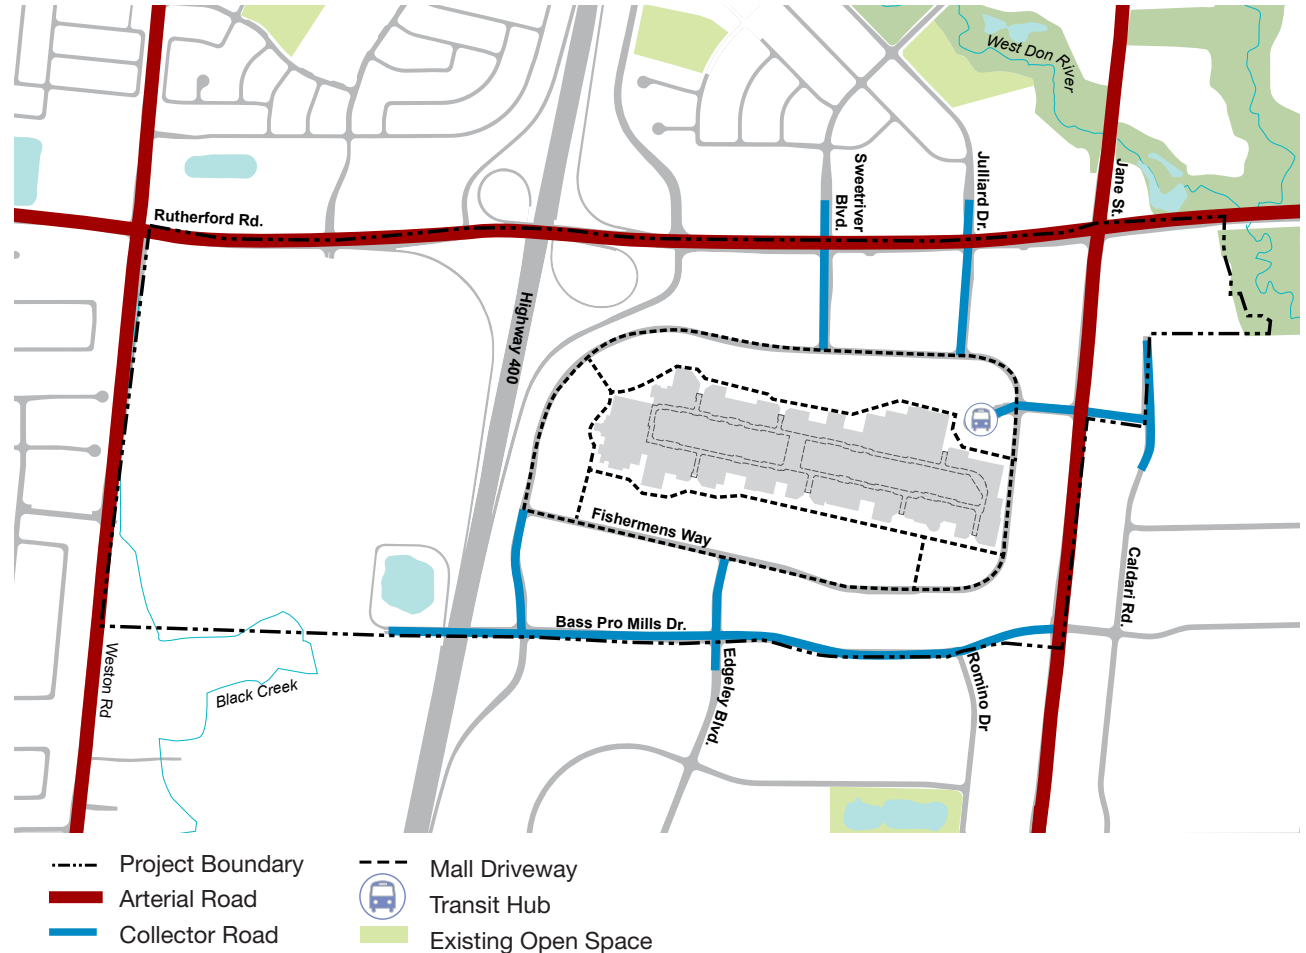 West Don River
Sweetriver
Blvd.
Julliard Dr.
Jane St.
Rutherford Rd.
Highway 400
Fishermens Way
Bass Pro Mills Dr.
Caldari Rd.
Weston Rd
Black Creek
Edgeley Blvd.
Romino Dr
Project Boundary
Arterial Road
Collector Road
Mall Driveway
Transit Hub
Existing Open Space